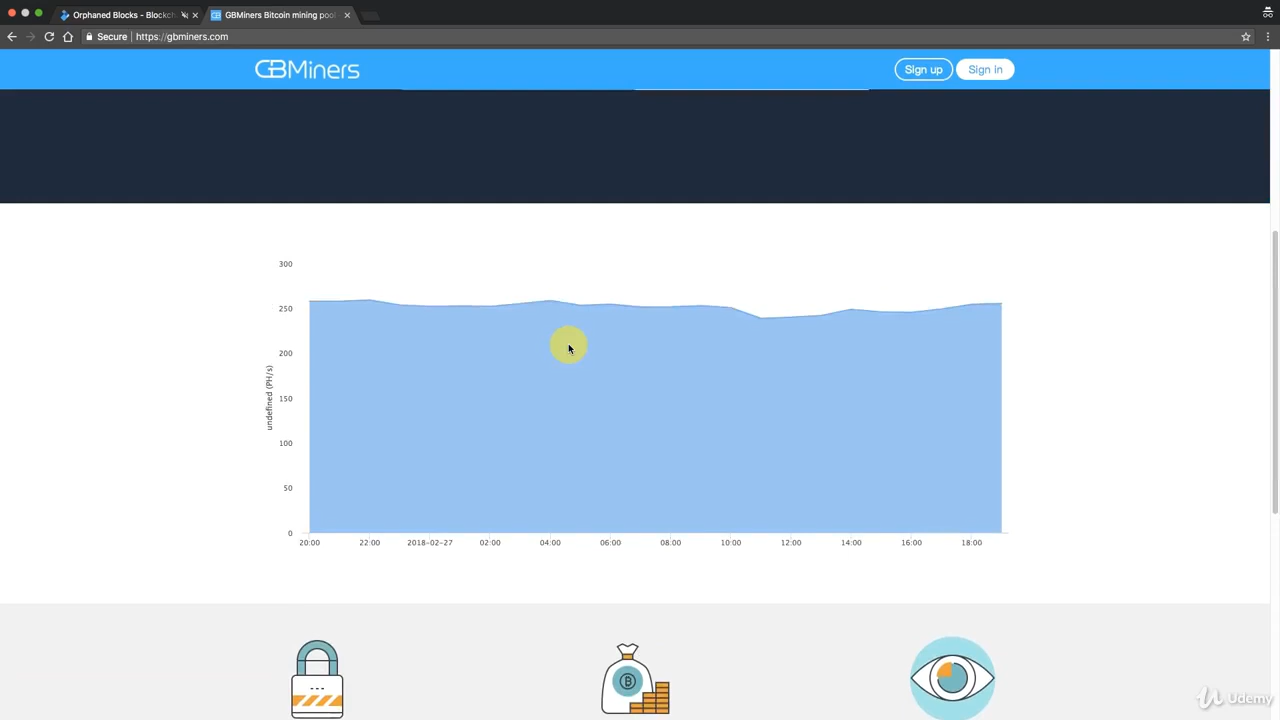 Orphaned Blocks - Blockch
GBMiners Bitcoin mining pool
Secure
https://gbminers.com
GBMiners
Sign up
Sign in
300
250
200
150
100
50
0
undefined (PH/s)
20:00 22:00 2018-02-27 02:00 04:00 06:00 08:00 10:00 12:00 14:00 16:00 18:00
Udemy